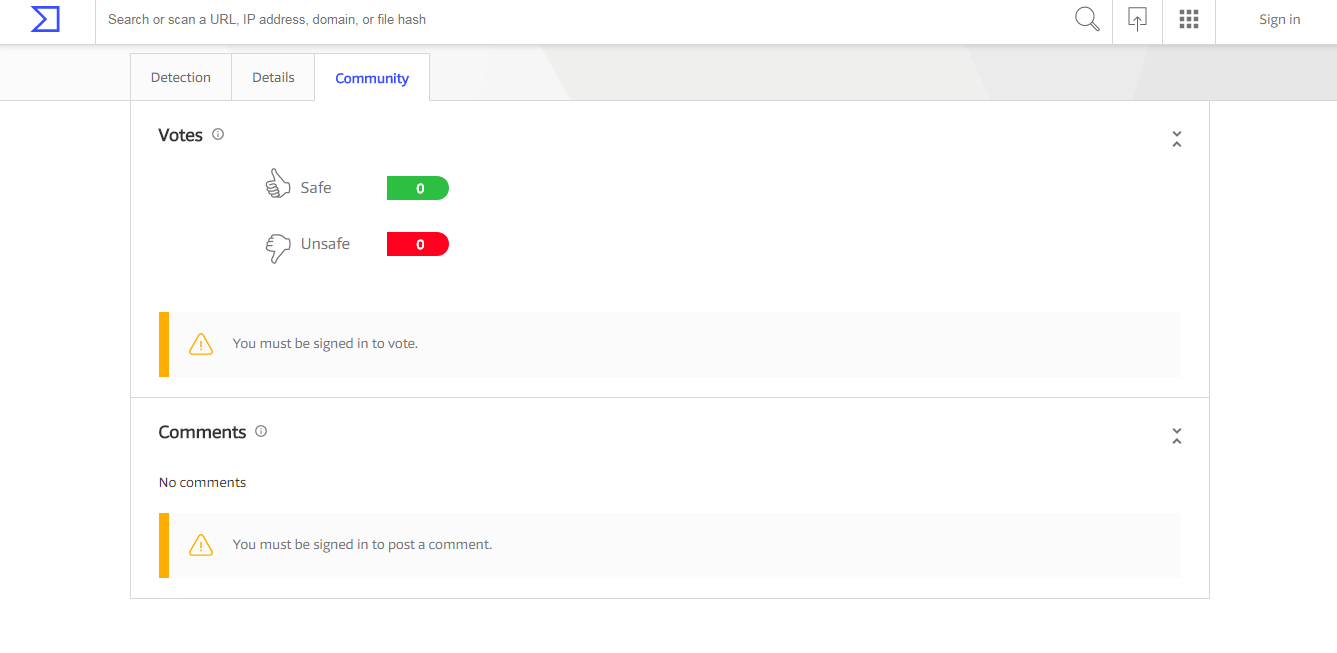 Search or scan a URL, IP address, domain, or file hash
Sign in
Detection Details Community
Votes
Safe 0
Unsafe 0
You must be signed in to vote.
Comments
No comments
You must be signed in to post a comment.